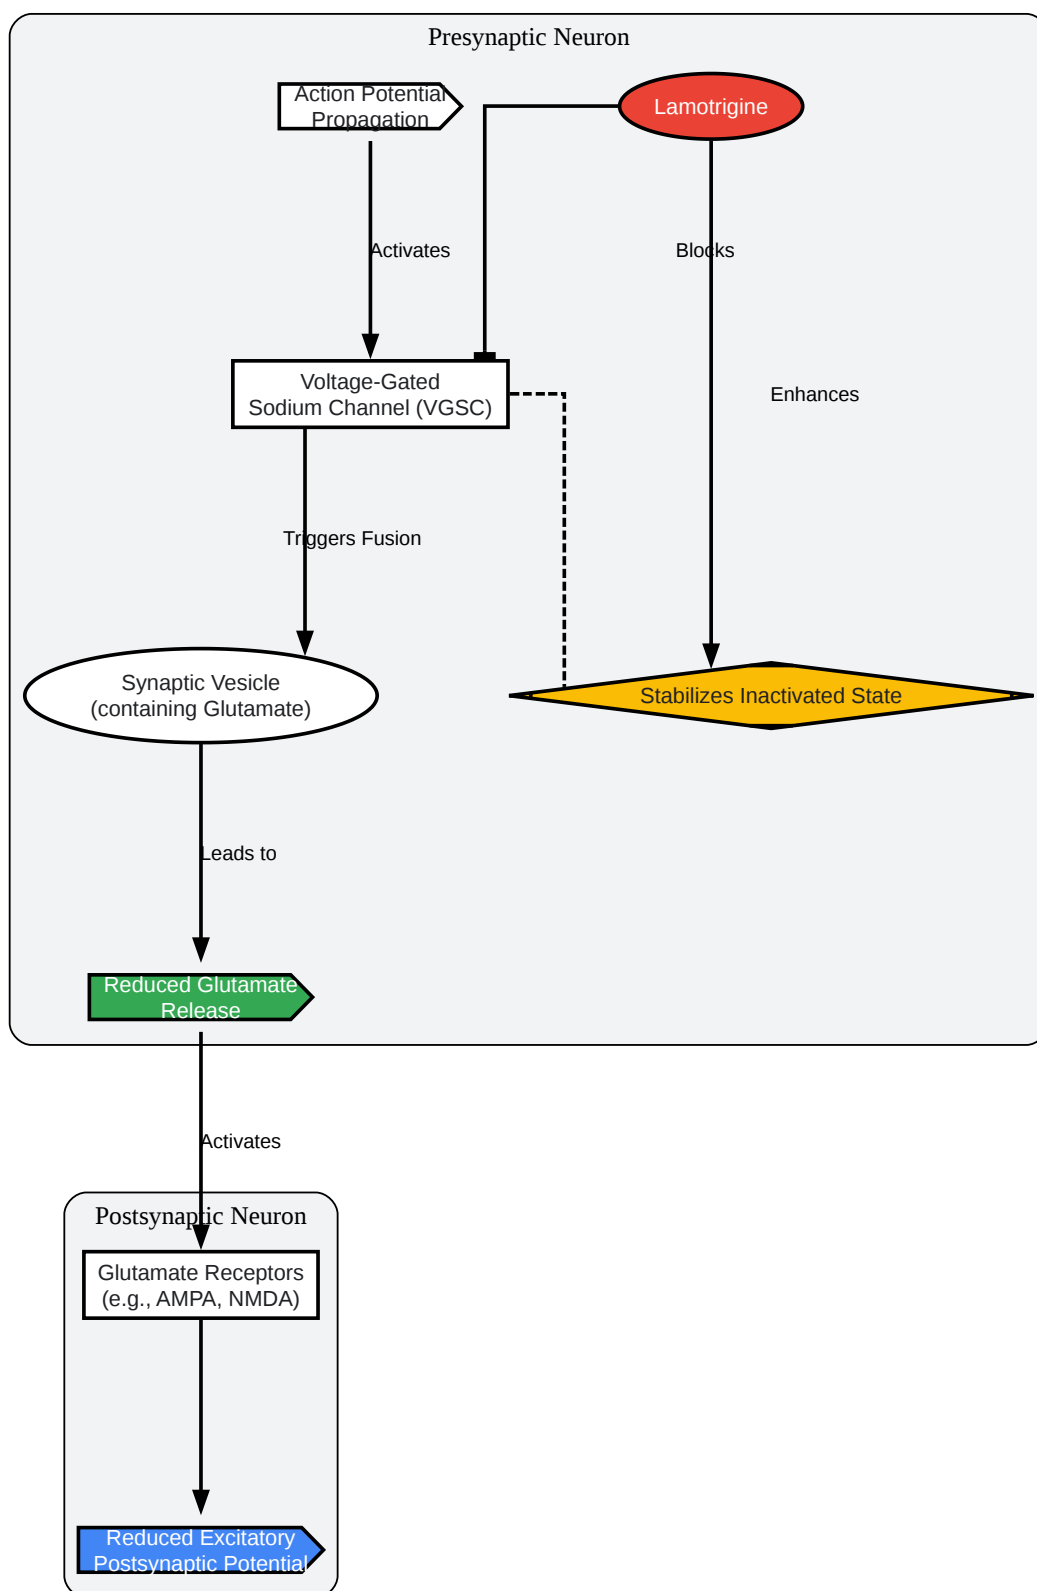 Presynaptic Neuron
Action Potential
Propagation
Lamotrigine
Activates
Blocks
Voltage-Gated
Sodium Channel (VGSC)
Enhances
Triggers Fusion
Synaptic Vesicle
(containing Glutamate)
Stabilizes Inactivated State
Leads to
Reduced Glutamate
Release
Activates
Postsynaptic Neuron
Glutamate Receptors
(e.g., AMPA, NMDA)
Reduced Excitatory
Postsynaptic Potential